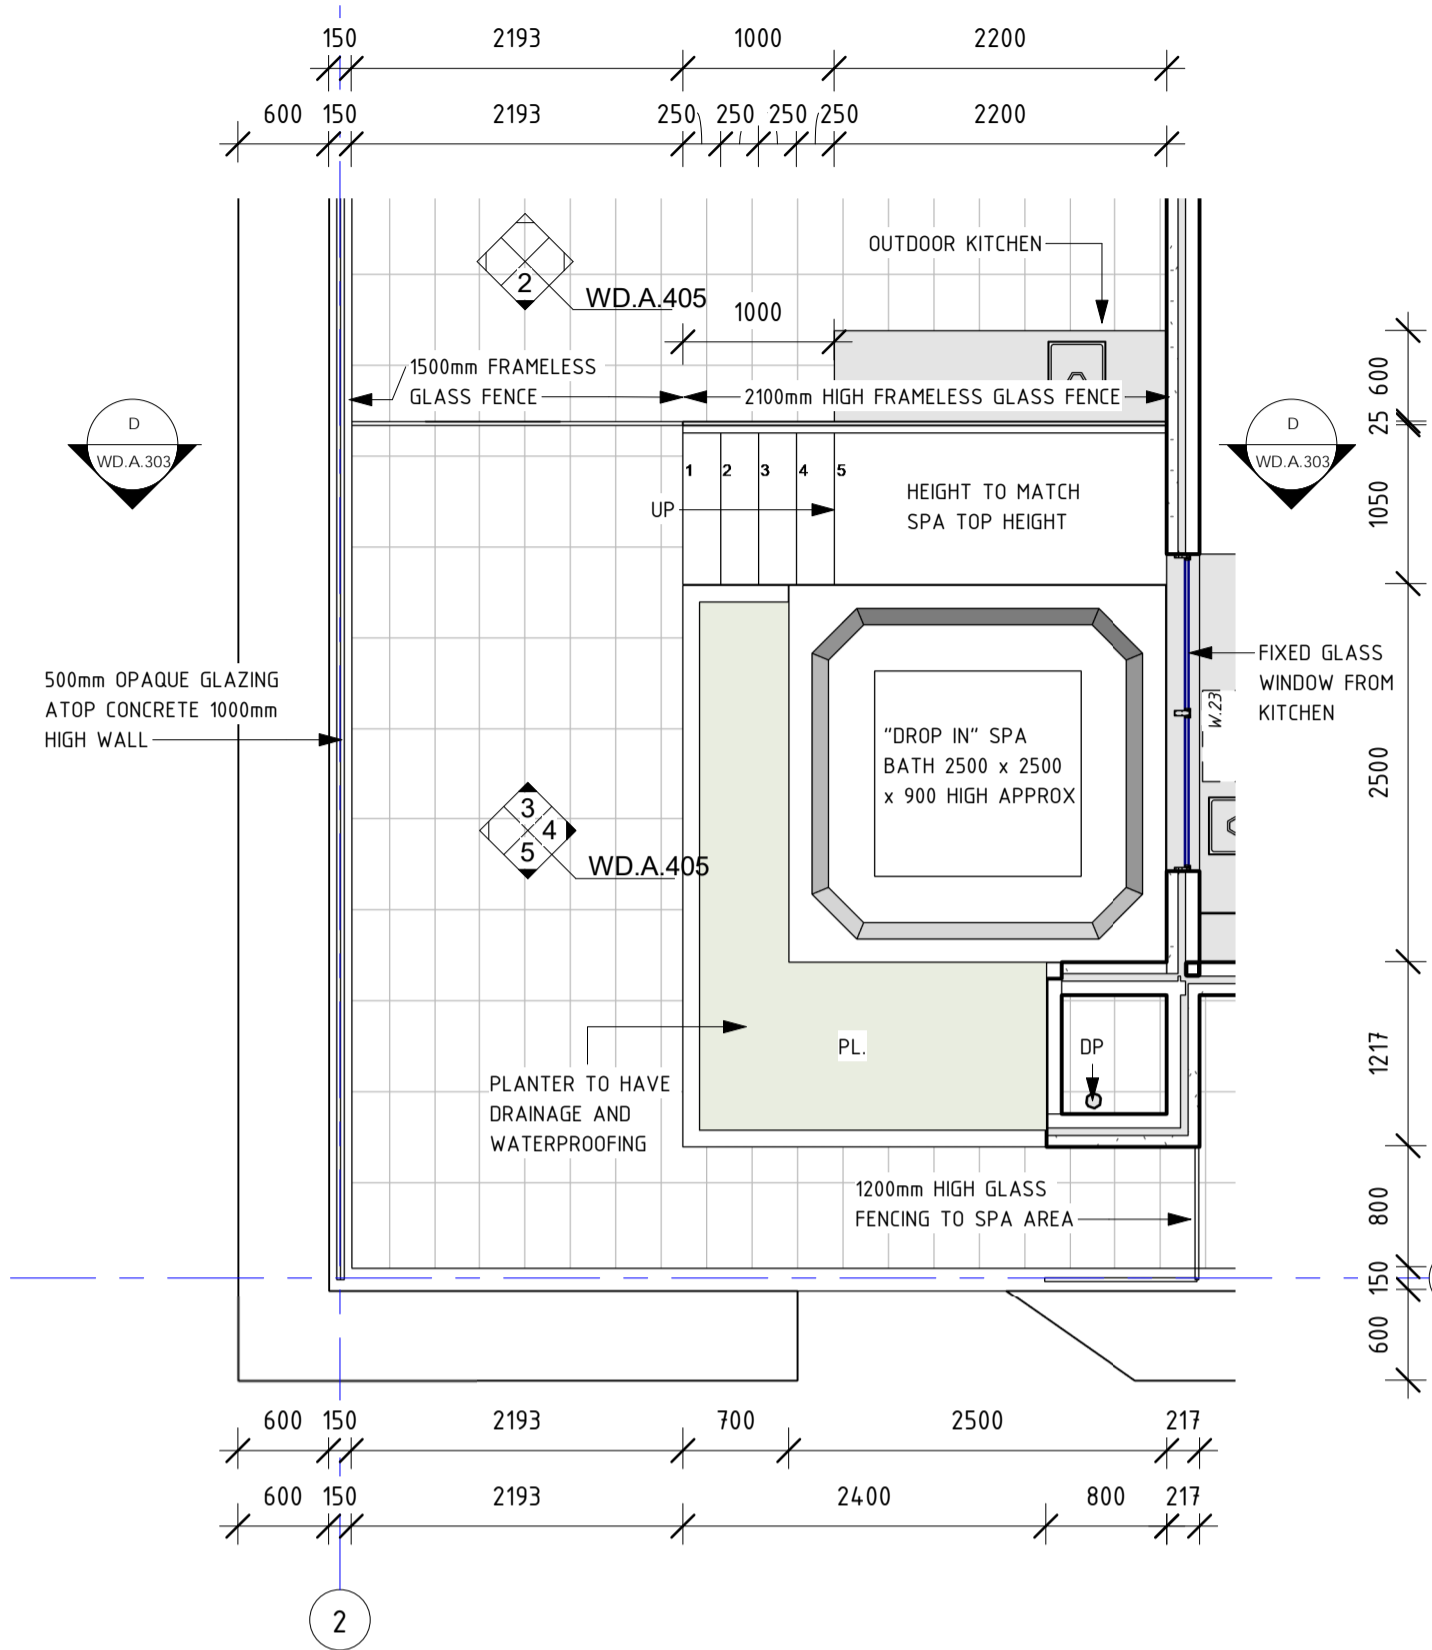 150 2193 1000 2200
600 150 2193 250 250 250 250 2200
OUTDOOR KITCHEN
2
WD.A.405
1000
1500mm FRAMELESS
GLASS FENCE
2100mm HIGH FRAMELESS GLASS FENCE
600
25
D
WD.A.303
D
WD.A.303
1 2 3 4 5
UP
HEIGHT TO MATCH
SPA TOP HEIGHT
1050
500mm OPAQUE GLAZING
ATOP CONCRETE 1000mm
HIGH WALL
FIXED GLASS
WINDOW FROM
KITCHEN
W.23
"DROP IN" SPA
BATH 2500 x 2500
x 900 HIGH APPROX
2500
3
4
5
WD.A.405
PL.
DP
1217
PLANTER TO HAVE
DRAINAGE AND
WATERPROOFING
1200mm HIGH GLASS
FENCING TO SPA AREA
800
150
600
600 150 2193 700 2500 217
600 150 2193 2400 800 217
2